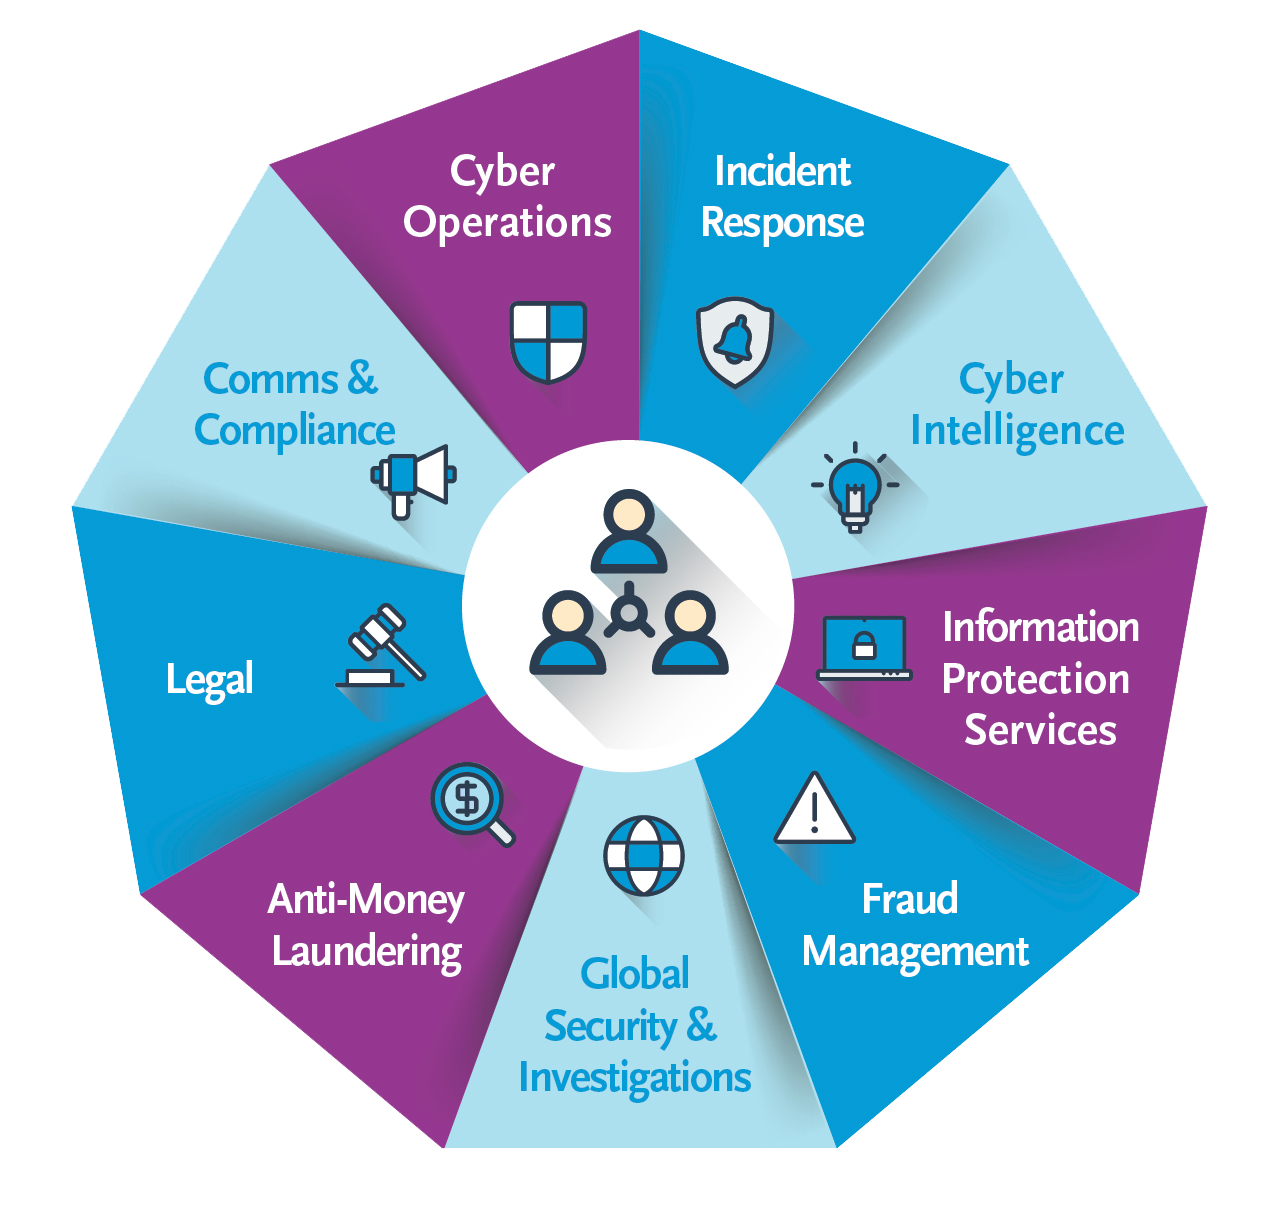 Cyber
Operations
Incident
Response
Comms &
Compliance
Cyber
Intelligence
Legal
Information
Protection
Services
Anti-Money
Laundering
$
Fraud
Management
!
Global
Security &
Investigations